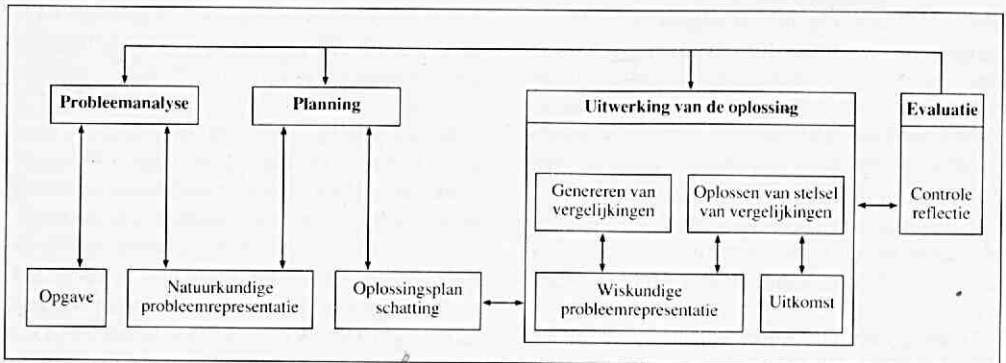 Probleemanalyse
Planning
Uitwerking van de oplossing
Evaluatie
Genereren van
vergelijkingen
Oplossen van stelsel
van vergelijkingen
Controle
reflectie
Opgave
Natuurkundige
probleemrepresentatie
Oplossingsplan
schatting
Wiskundige
probleemrepresentatie
Uitkomst